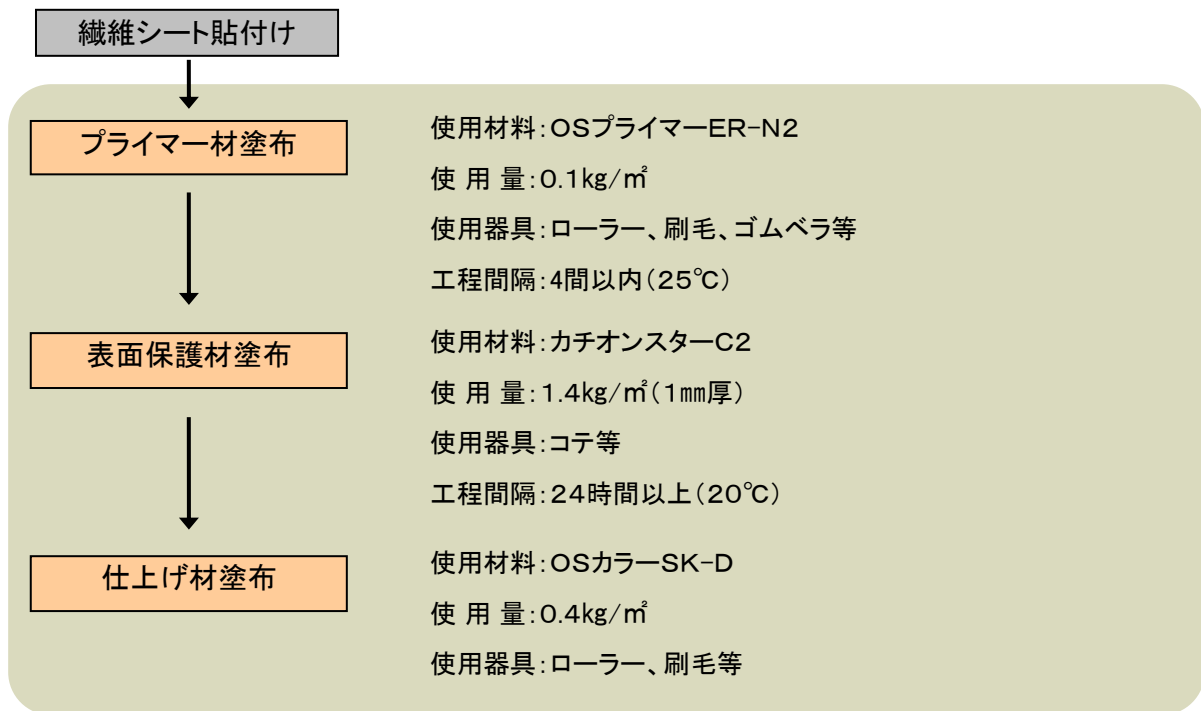 繊維シート貼付け
プライマー材塗布
使用材料:OSプライマーER-N2
使 用 量:0.1kg/㎡
使用器具:ローラー、刷毛、ゴムベラ等
工程間隔:4間以内(25℃)
表面保護材塗布
使用材料:カチオンスターC2
使 用 量:1.4kg/㎡(1㎜厚)
使用器具:コテ等
工程間隔:24時間以上(20℃)
仕上げ材塗布
使用材料:OSカラーSK-D
使 用 量:0.4kg/㎡
使用器具:ローラー、刷毛等